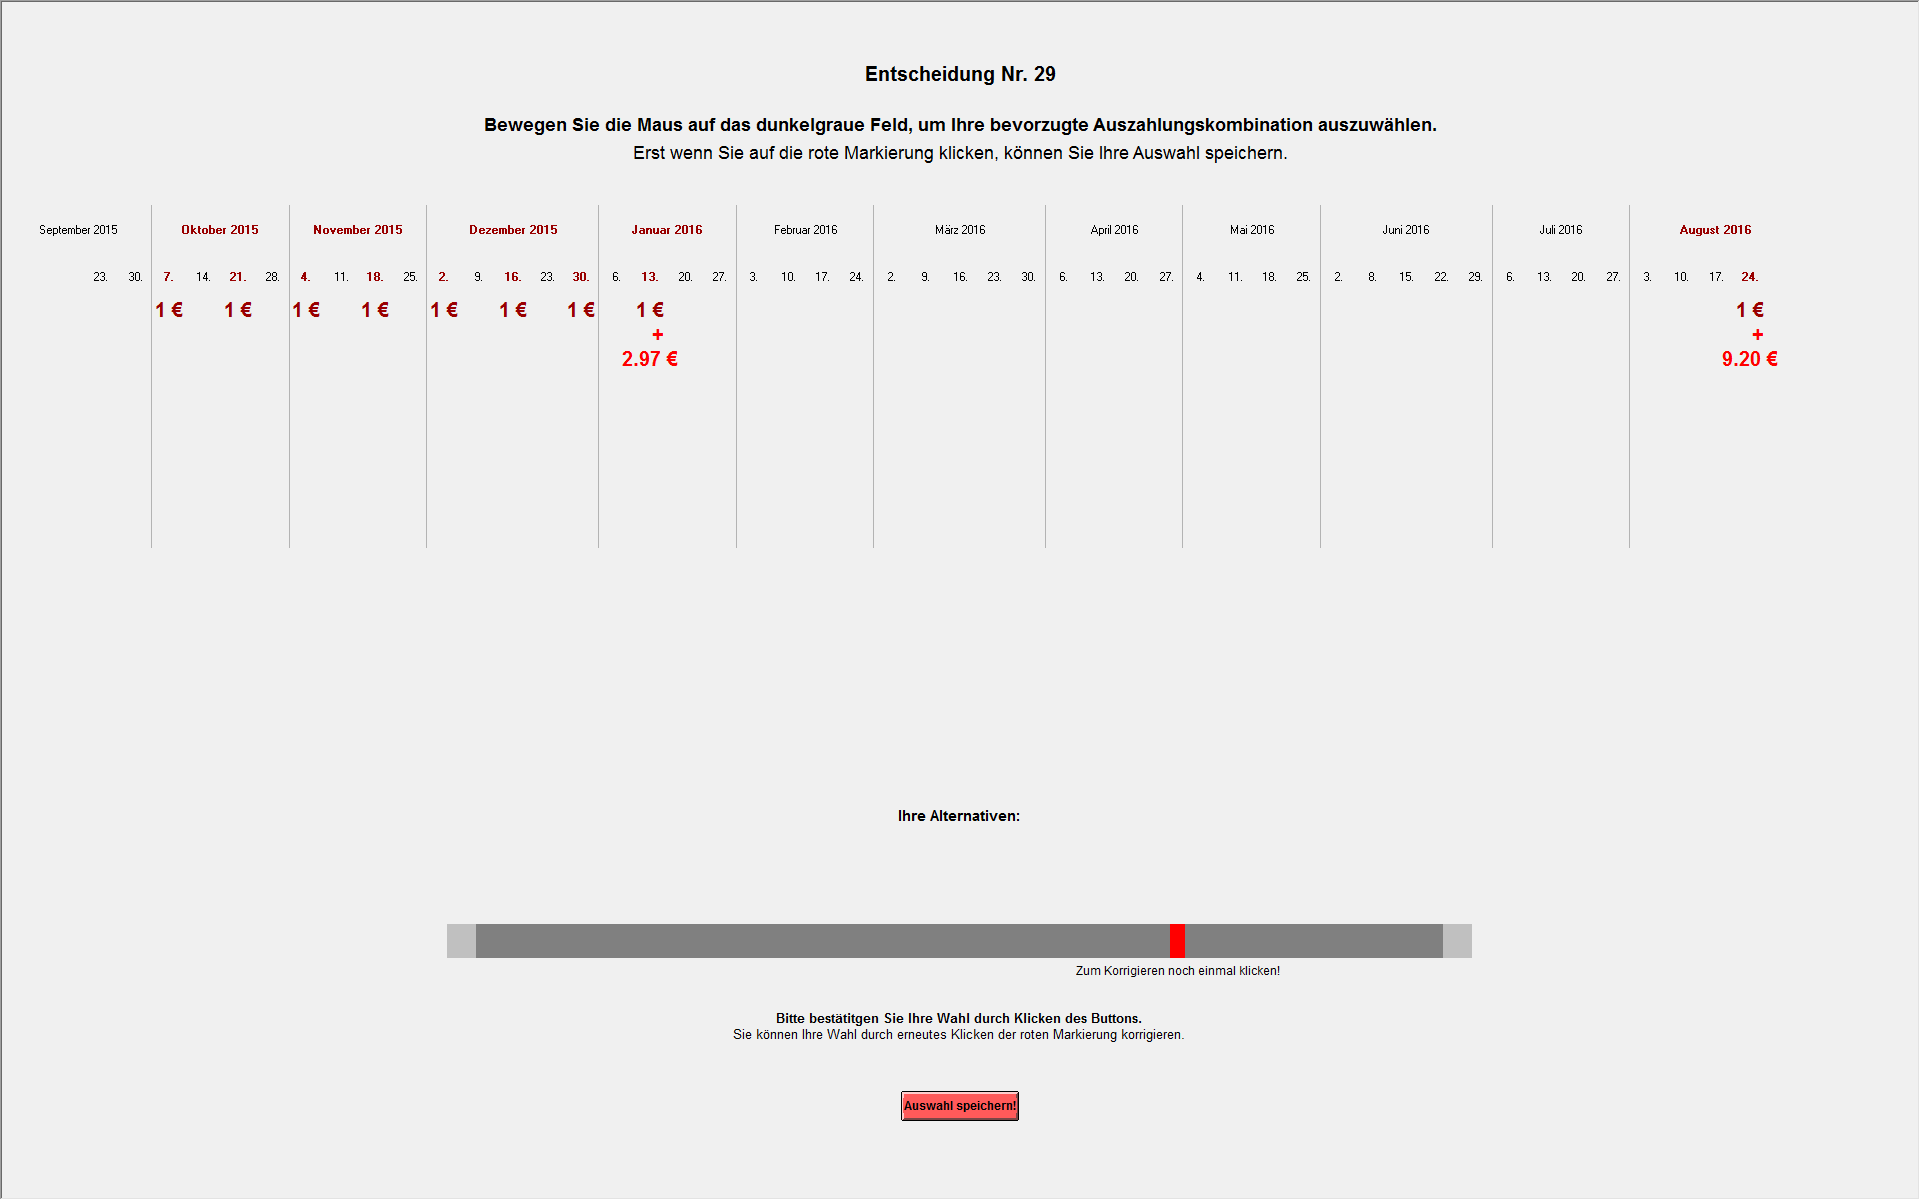 Entscheidung Nr. 29
Bewegen Sie die Maus auf das dunkelgraue Feld, um Ihre bevorzugte Auszahlungskombination auszuwählen.
Erst wenn Sie auf die rote Markierung klicken, können Sie Ihre Auswahl speichern.
September 2015 Oktober 2015 November 2015 Dezember 2015 Januar 2016 Februar 2016 März 2016 April 2016 Mai 2016 Juni 2016 Juli 2016 August 2016
23. 30. 7. 14. 21. 28. 4. 11. 18. 25. 2. 9. 16. 23. 30. 6. 13. 20. 27. 3. 10. 17. 24. 2. 9. 16. 23. 30. 6. 13. 20. 27. 4. 11. 18. 25. 2. 8. 15. 22. 29. 6. 13. 20. 27. 3. 10. 17. 24.
1 € 1 € 1 € 1 € 1 € 1 € 1 € 1 € 1 €
+ +
2.97 € 9.20 €
Ihre Alternativen:
Zum Korrigieren noch einmal klicken!
Bitte bestätitgen Sie Ihre Wahl durch Klicken des Buttons.
Sie können Ihre Wahl durch erneutes Klicken der roten Markierung korrigieren.
Auswahl speichern!